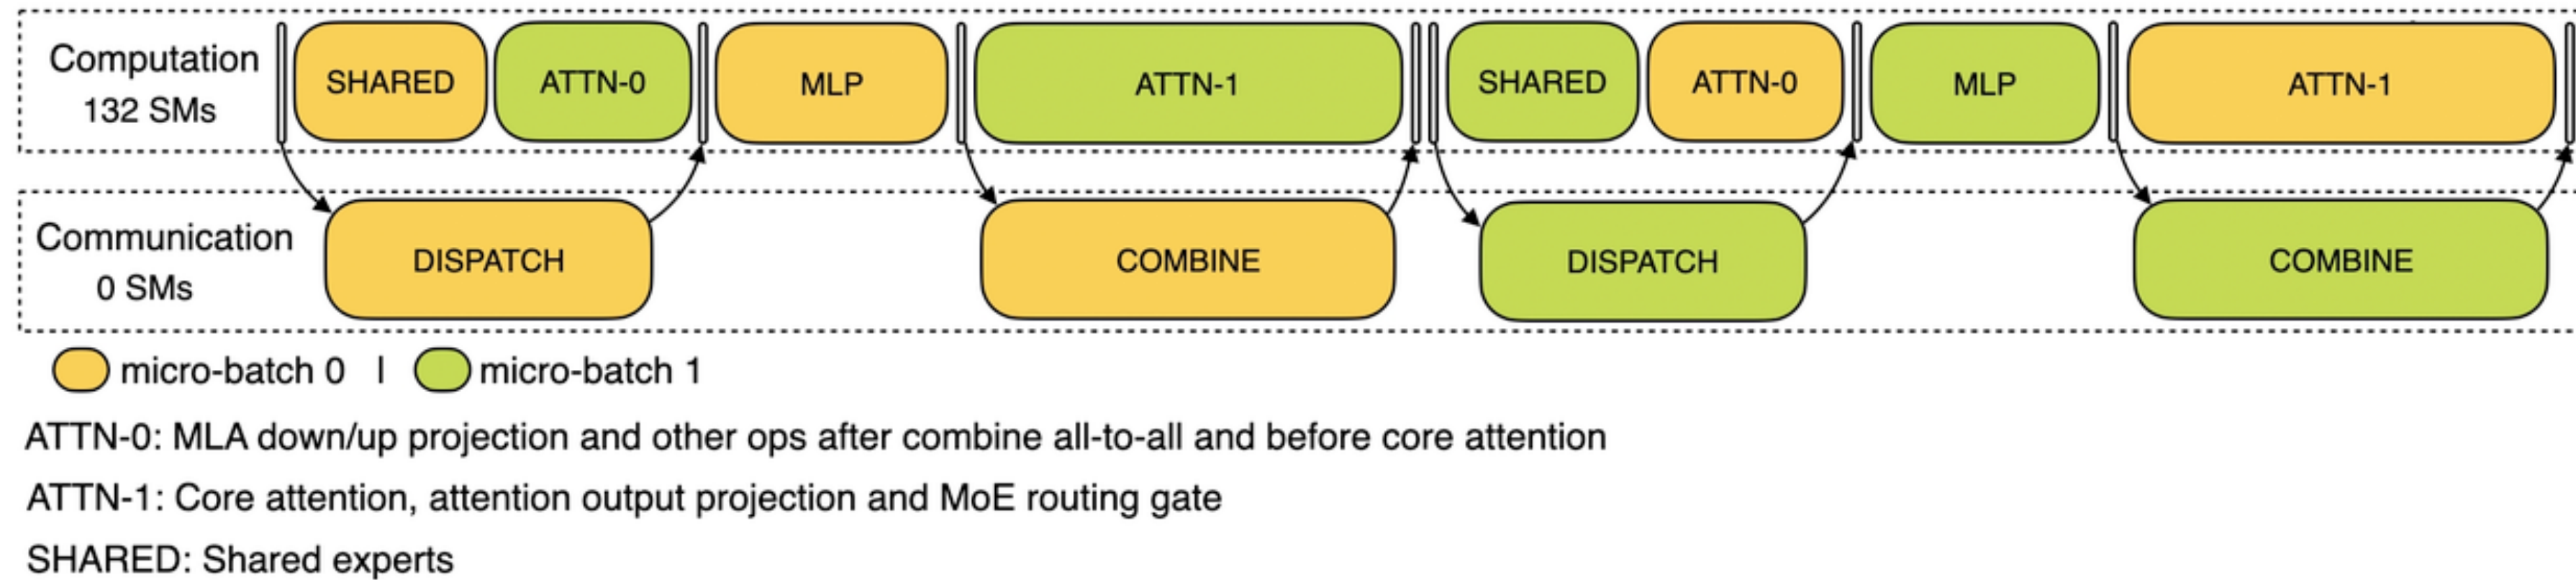 Computation
132 SMs
SHARED
ATTN-0
MLP
ATTN-1
SHARED
ATTN-0
MLP
ATTN-1
Communication
0 SMs
DISPATCH
COMBINE
DISPATCH
COMBINE
micro-batch 0 | micro-batch 1
ATTN-0: MLA down/up projection and other ops after combine all-to-all and before core attention
ATTN-1: Core attention, attention output projection and MoE routing gate
SHARED: Shared experts